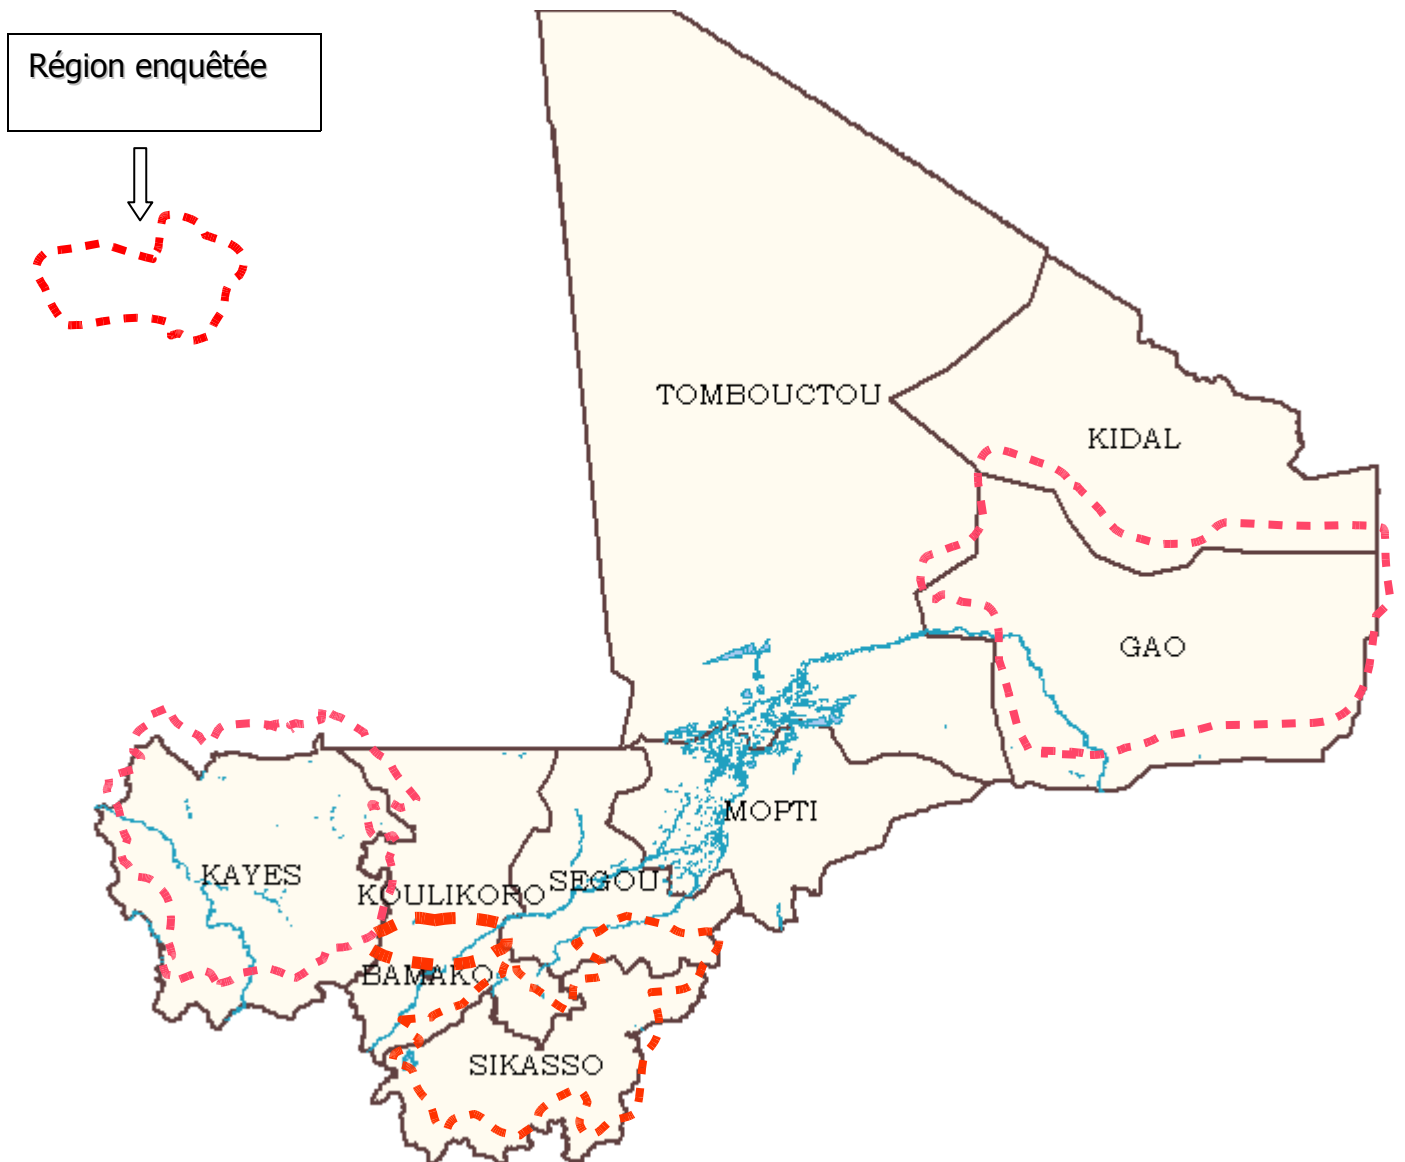 Région enquêtée
TOMBOUCTOU
KIDAL
GAO
MOPTI
KAYES
SEGOU
KOULIKORO
BAMAKO
SIKASSO